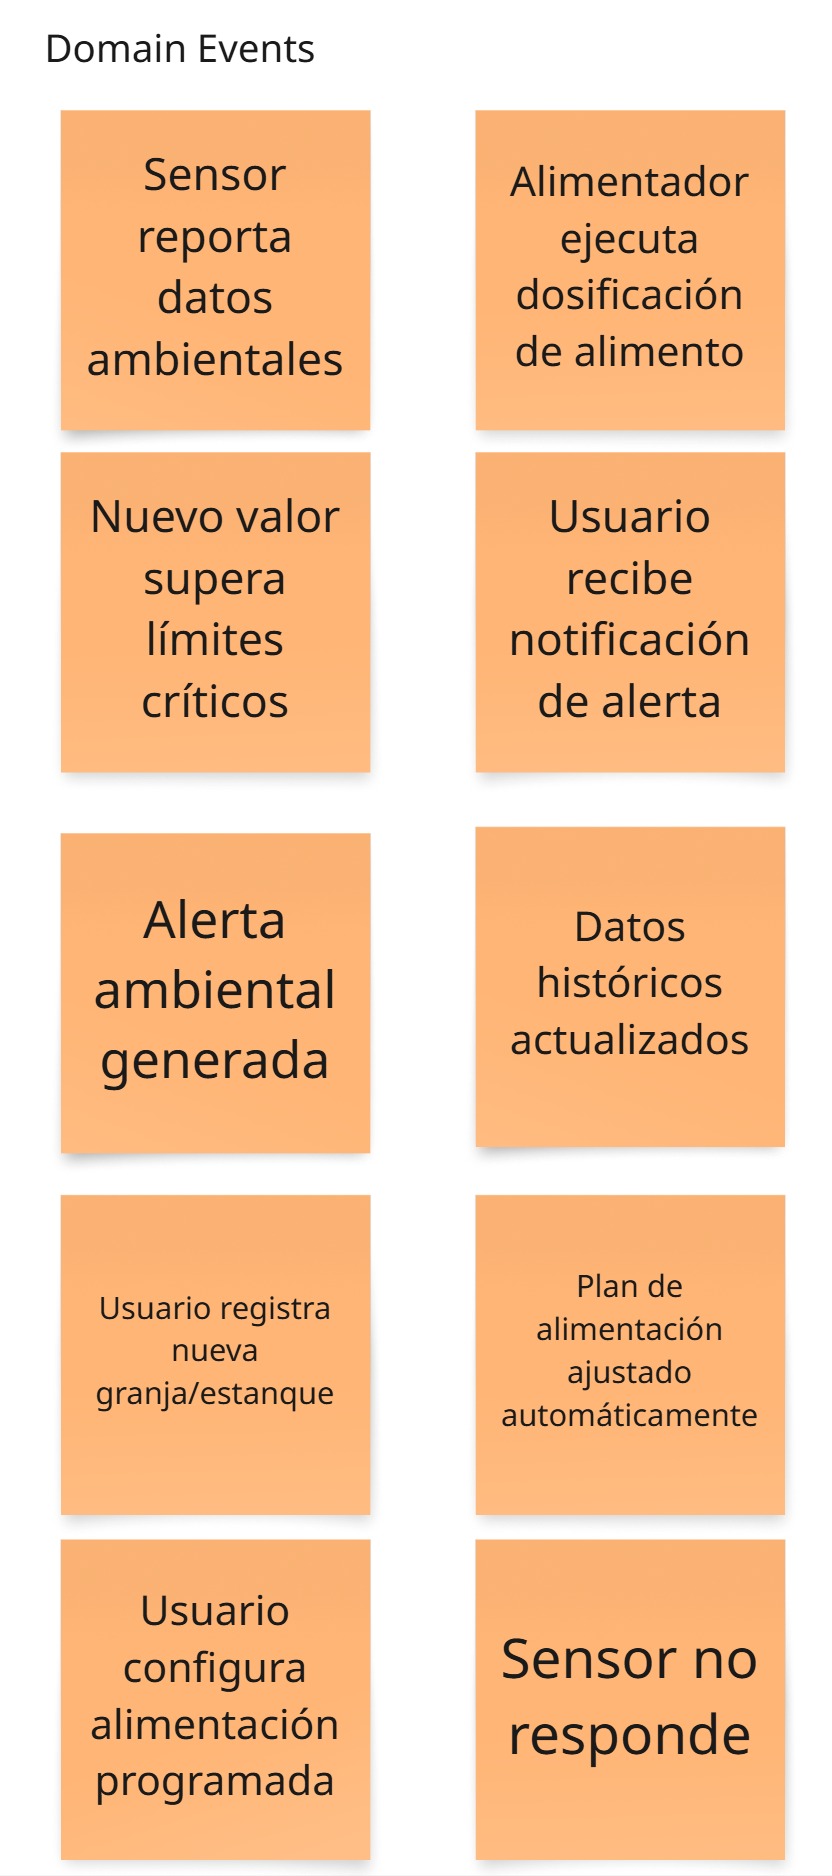 Domain Events
Sensor
reporta
datos
ambientales
Alimentador
ejecuta
dosificación
de alimento
Nuevo valor
supera
límites
críticos
Usuario
recibe
notificación
de alerta
Alerta
ambiental
generada
Datos
históricos
actualizados
Usuario registra
nueva
granja/estanque
Plan de
alimentación
ajustado
automáticamente
Usuario
configura
alimentación
programada
Sensor no
responde